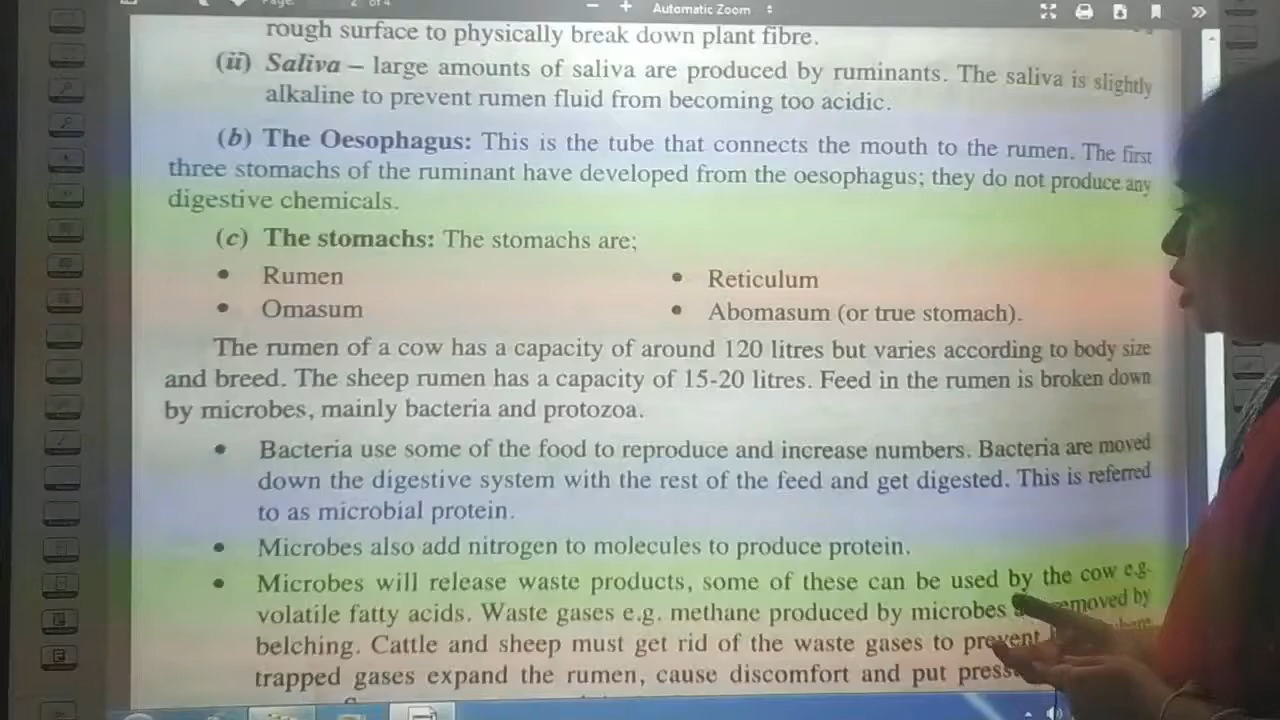 Page: 2 of 4
− + Automatic Zoom
rough surface to physically break down plant fibre.
(ii) Saliva – large amounts of saliva are produced by ruminants. The saliva is slightly
alkaline to prevent rumen fluid from becoming too acidic.
(b) The Oesophagus: This is the tube that connects the mouth to the rumen. The first
three stomachs of the ruminant have developed from the oesophagus; they do not produce any
digestive chemicals.
(c) The stomachs: The stomachs are;
• Rumen • Reticulum
• Omasum • Abomasum (or true stomach).
The rumen of a cow has a capacity of around 120 litres but varies according to body size
and breed. The sheep rumen has a capacity of 15-20 litres. Feed in the rumen is broken down
by microbes, mainly bacteria and protozoa.
• Bacteria use some of the food to reproduce and increase numbers. Bacteria are moved
down the digestive system with the rest of the feed and get digested. This is referred
to as microbial protein.
• Microbes also add nitrogen to molecules to produce protein.
• Microbes will release waste products, some of these can be used by the cow e.g.
volatile fatty acids. Waste gases e.g. methane produced by microbes removed by
belching. Cattle and sheep must get rid of the waste gases to prevent
trapped gases expand the rumen, cause discomfort and put